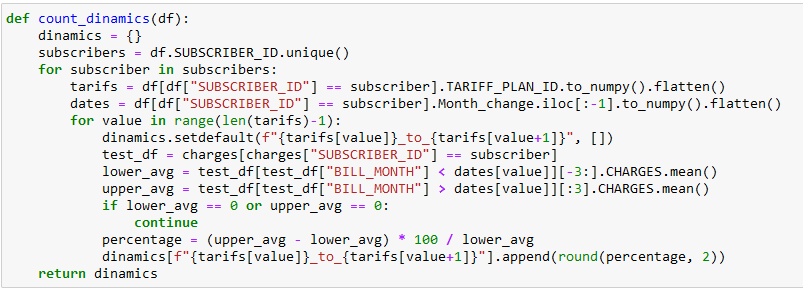 def count_dinamics(df):
    dinamics = {}
    subscribers = df.SUBSCRIBER_ID.unique()
    for subscriber in subscribers:
        tarifs = df[df["SUBSCRIBER_ID"] == subscriber].TARIFF_PLAN_ID.to_numpy().flatten()
        dates = df[df["SUBSCRIBER_ID"] == subscriber].Month_change.iloc[:-1].to_numpy().flatten()
        for value in range(len(tarifs)-1):
            dinamics.setdefault(f"{tarifs[value]}_to_{tarifs[value+1]}", [])
            test_df = charges[charges["SUBSCRIBER_ID"] == subscriber]
            lower_avg = test_df[test_df["BILL_MONTH"] < dates[value]][-3:].CHARGES.mean()
            upper_avg = test_df[test_df["BILL_MONTH"] > dates[value]][:3].CHARGES.mean()
            if lower_avg == 0 or upper_avg == 0:
                continue
            percentage = (upper_avg - lower_avg) * 100 / lower_avg
            dinamics[f"{tarifs[value]}_to_{tarifs[value+1]}"].append(round(percentage, 2))
    return dinamics